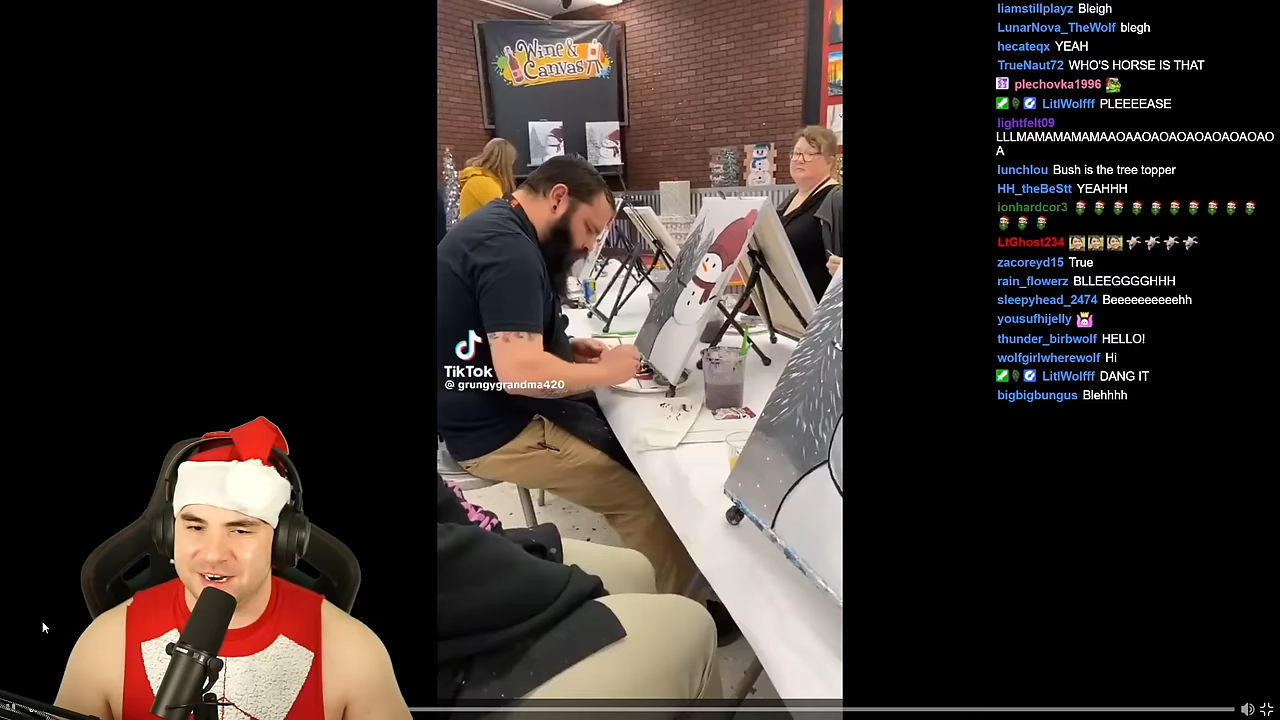 Wine &
Canvas
TikTok
@ grungygrandma420
liamstillplayz Bleigh
LunarNova_TheWolf blegh
hecateqx YEAH
TrueNaut72 WHO'S HORSE IS THAT
plechovka1996
LitlWolfff PLEEEEASE
lightfelt09
LLLMAMAMAMAMAAOAAOAOAOAOAOAOAOAO
A
lunchlou Bush is the tree topper
HH_theBeStt YEAHHH
ionhardcor3
LtGhost234
zacoreyd15 True
rain_flowerz BLLEEGGGGHHH
sleepyhead_2474 Beeeeeeeeeehh
yousufhijelly
thunder_birbwolf HELLO!
wolfgirlwherewolf Hi
LitlWolfff DANG IT
bigbigbungus Blehhhh